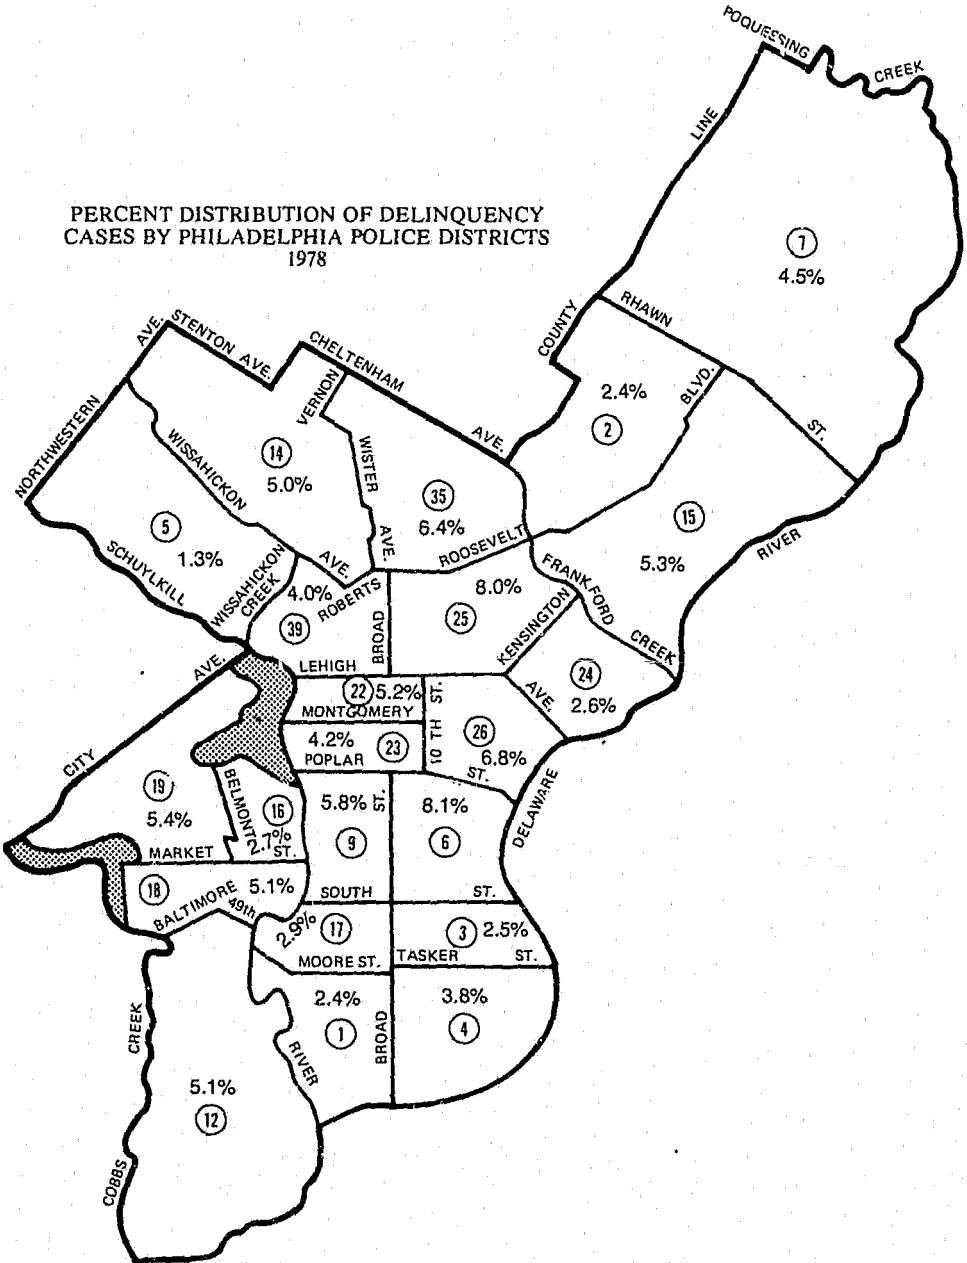 POQUESSING
CREEK
LINE
PERCENT DISTRIBUTION OF DELINQUENCY
CASES BY PHILADELPHIA POLICE DISTRICTS
1978
7
4.5%
RHAWN
COUNTY
AVE.
STENTON AVE.
CHELTENHAM
VERNON
AVE.
2.4%
2
BLVD.
ST.
NORTHWESTERN
WISSAHICKON
14
5.0%
WISTER
AVE.
35
6.4%
ROOSEVELT
15
5.3%
RIVER
5
1.3%
SCHUYLKILL
WISSAHICKON
CREEK
AVE.
4.0%
ROBERTS
39
BROAD
LEHIGH
8.0%
25
KENSINGTON
AVE.
FRANKFORD
CREEK
24
2.6%
AVE.
CITY
22 5.2%
MONTGOMERY
4.2% 23
POPLAR
10 TH ST.
26
6.8%
ST.
DELAWARE
19
5.4%
BELMONT
16
2.7%
MARKET ST.
5.8%
ST.
9
8.1%
6
SOUTH ST.
18
5.1%
BALTIMORE
49th
2.9%
17
MOORE ST.
3 2.5%
TASKER ST.
2.4%
1
BROAD
3.8%
4
CREEK
RIVER
5.1%
12
COBBS